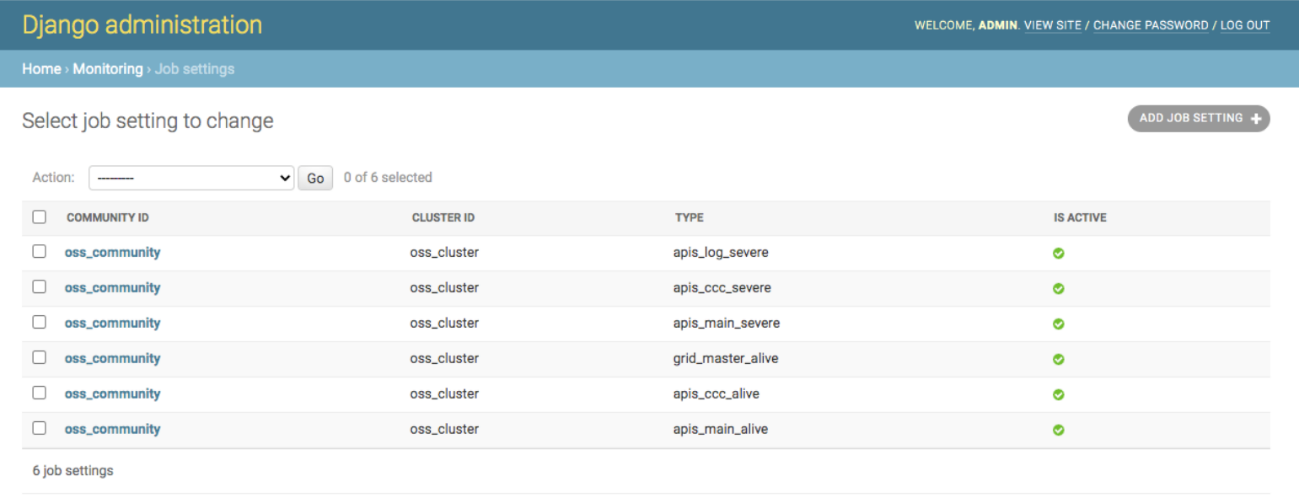 Django administration
WELCOME, ADMIN. VIEW SITE / CHANGE PASSWORD / LOG OUT
Home › Monitoring › Job settings
Select job setting to change
ADD JOB SETTING +
Action: --------- Go 0 of 6 selected
COMMUNITY ID CLUSTER ID TYPE IS ACTIVE
oss_community oss_cluster apis_log_severe
oss_community oss_cluster apis_ccc_severe
oss_community oss_cluster apis_main_severe
oss_community oss_cluster grid_master_alive
oss_community oss_cluster apis_ccc_alive
oss_community oss_cluster apis_main_alive
6 job settings